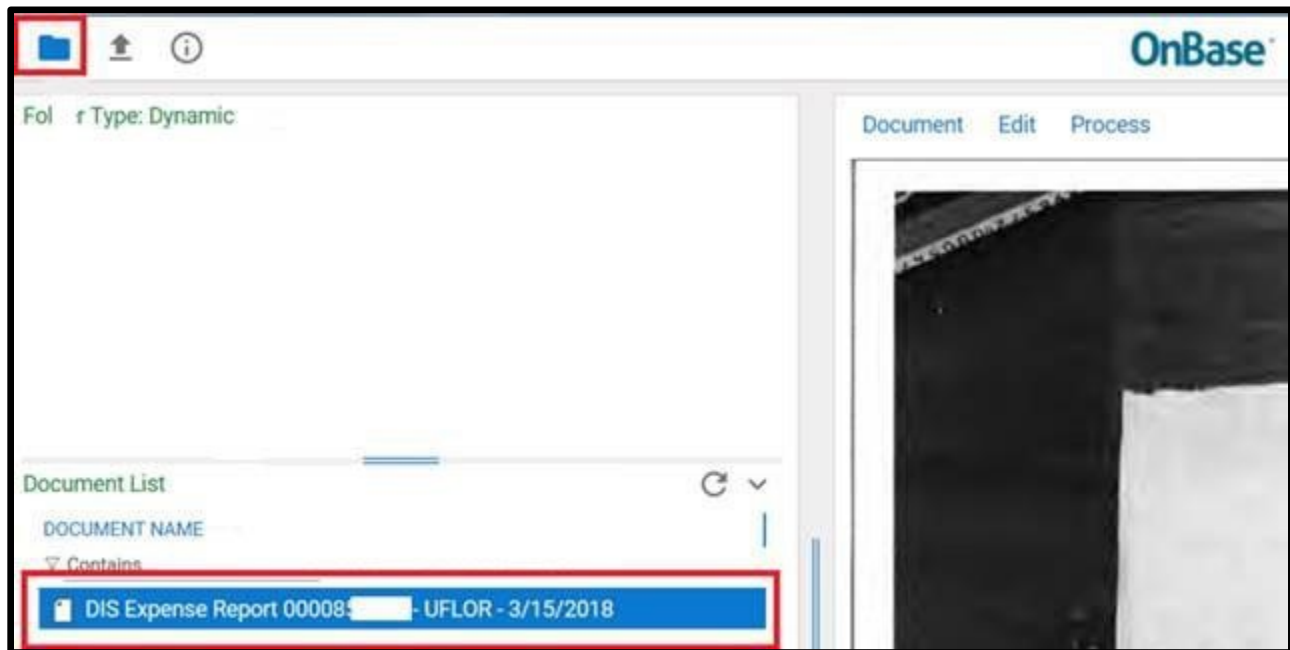 OnBase
Fol r Type: Dynamic
Document Edit Process
Document List
DOCUMENT NAME
Contains
DIS Expense Report 00008 - UFLOR - 3/15/2018